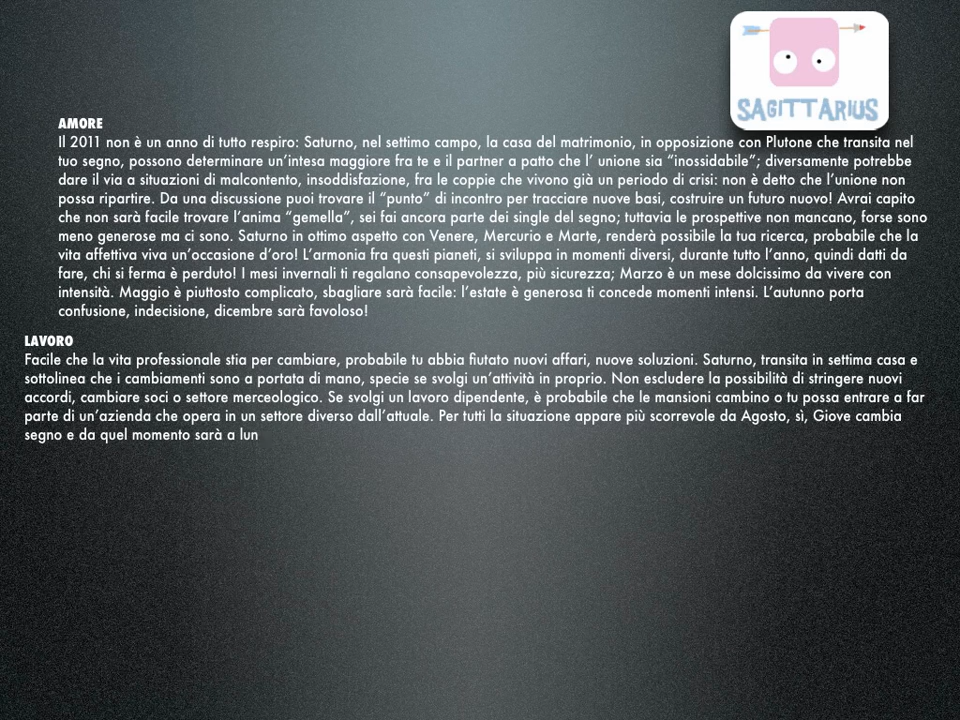 SAGITTARIUS
AMORE
Il 2011 non è un anno di tutto respiro: Saturno, nel settimo campo, la casa del matrimonio, in opposizione con Plutone che transita nel
tuo segno, possono determinare un'intesa maggiore fra te e il partner a patto che l' unione sia “inossidabile”; diversamente potrebbe
dare il via a situazioni di malcontento, insoddisfazione, fra le coppie che vivono già un periodo di crisi: non è detto che l'unione non
possa ripartire. Da una discussione puoi trovare il “punto” di incontro per tracciare nuove basi, costruire un futuro nuovo! Avrai capito
che non sarà facile trovare l'anima “gemella”, sei fai ancora parte dei single del segno; tuttavia le prospettive non mancano, forse sono
meno generose ma ci sono. Saturno in ottimo aspetto con Venere, Mercurio e Marte, renderà possibile la tua ricerca, probabile che la
vita affettiva viva un'occasione d'oro! L'armonia fra questi pianeti, si sviluppa in momenti diversi, durante tutto l'anno, quindi datti da
fare, chi si ferma è perduto! I mesi invernali ti regalano consapevolezza, più sicurezza; Marzo è un mese dolcissimo da vivere con
intensità. Maggio è piuttosto complicato, sbagliare sarà facile: l'estate è generosa ti concede momenti intensi. L'autunno porta
confusione, indecisione, dicembre sarà favoloso!
LAVORO
Facile che la vita professionale stia per cambiare, probabile tu abbia fiutato nuovi affari, nuove soluzioni. Saturno, transita in settima casa e
sottolinea che i cambiamenti sono a portata di mano, specie se svolgi un'attività in proprio. Non escludere la possibilità di stringere nuovi
accordi, cambiare soci o settore merceologico. Se svolgi un lavoro dipendente, è probabile che le mansioni cambino o tu possa entrare a far
parte di un'azienda che opera in un settore diverso dall'attuale. Per tutti la situazione appare più scorrevole da Agosto, sì, Giove cambia
segno e da quel momento sarà a lun